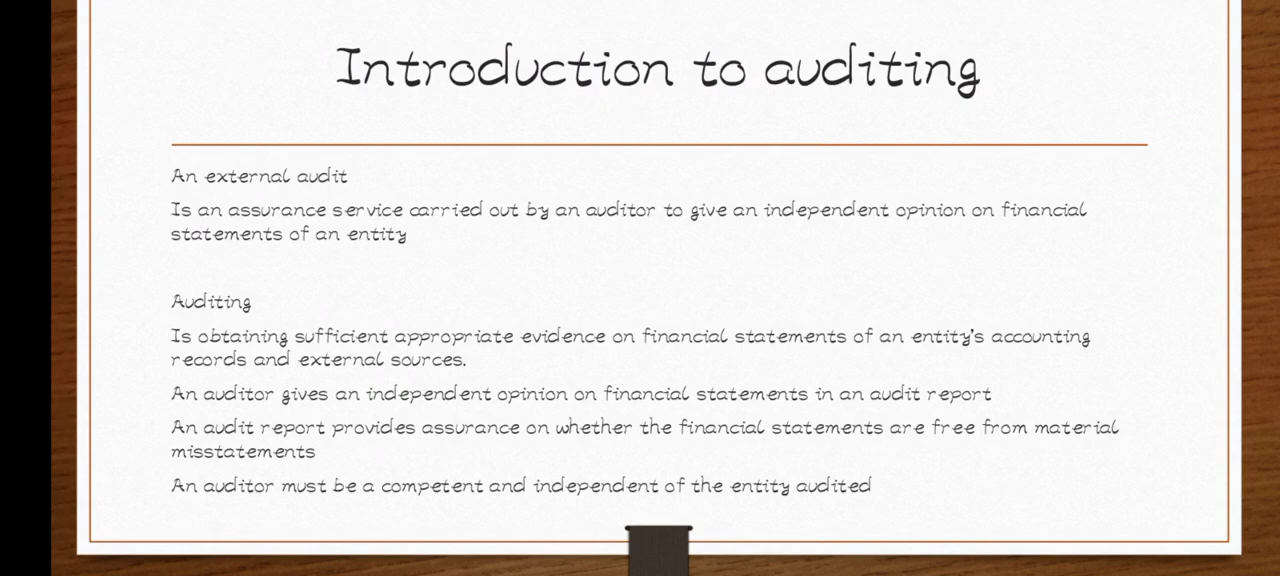 Introduction to auditing
An external audit
Is an assurance service carried out by an auditor to give an independent opinion on financial
statements of an entity
Auditing
Is obtaining sufficient appropriate evidence on financial statements of an entity's accounting
records and external sources.
An auditor gives an independent opinion on financial statements in an audit report
An audit report provides assurance on whether the financial statements are free from material
misstatements
An auditor must be a competent and independent of the entity audited